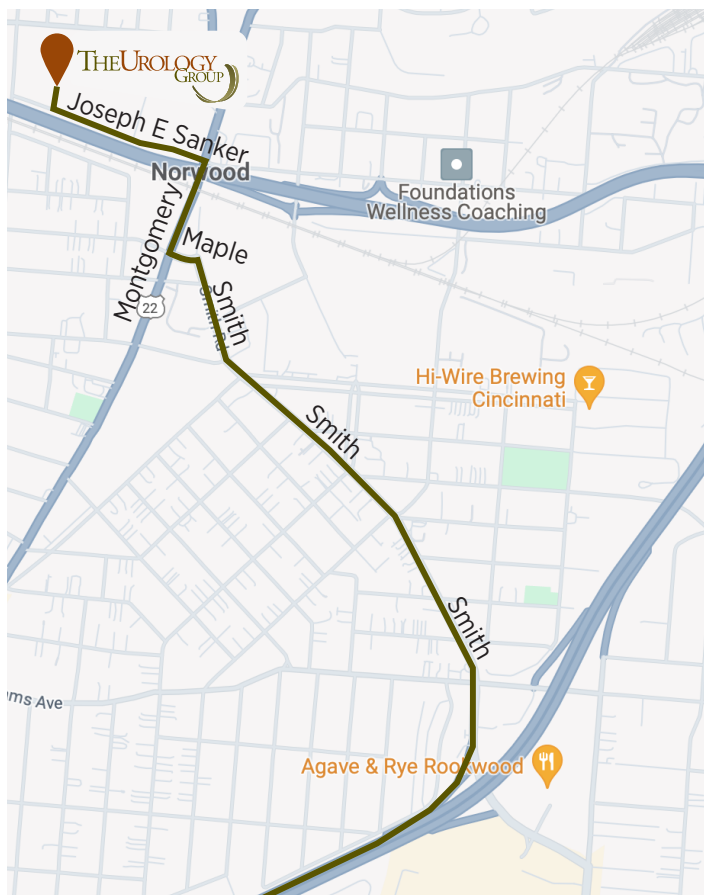 THEUROLOGY
GROUP
Joseph E Sanker
Norwood
Foundations
Wellness Coaching
Montgomery
Maple
22
Smith
Smith Rd
Hi-Wire Brewing
Cincinnati
Smith
Smith
ms Ave
Agave & Rye Rookwood